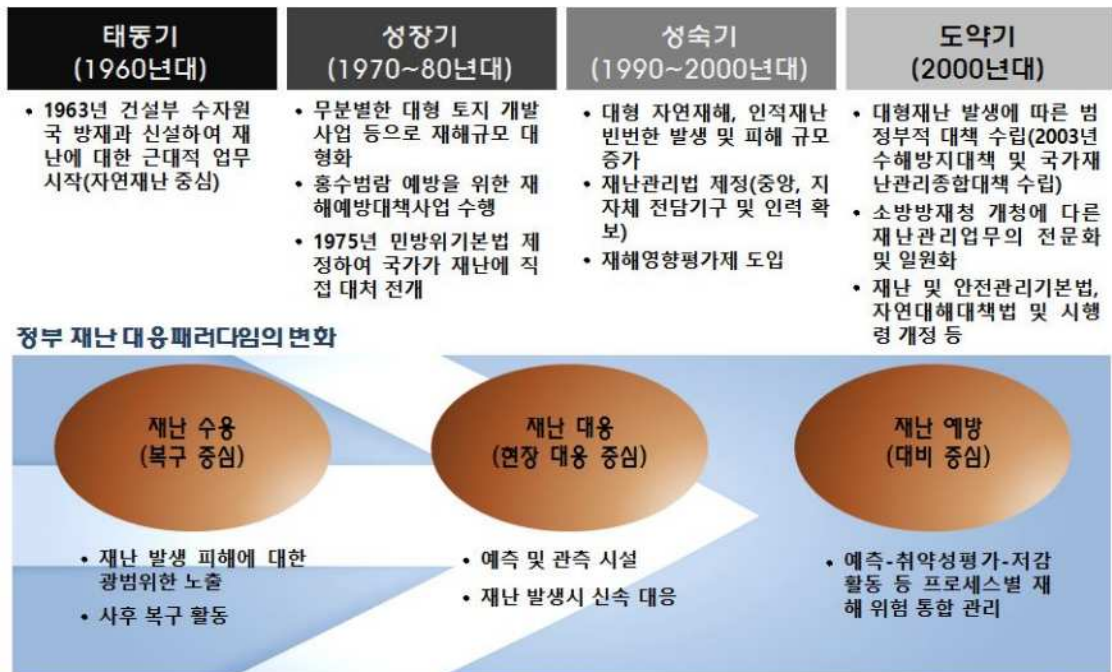 태동기
(1960년대)
• 1963년 건설부 수자원
국 방재과 신설하여 재
난에 대한 근대적 업무
시작(자연재난 중심)
성장기
(1970~80년대)
• 무분별한 대형 토지 개발
사업 등으로 재해규모 대
형화
• 홍수범람 예방을 위한 재
해예방대책사업 수행
• 1975년 민방위기본법 제
정하여 국가가 재난에 직
접 대처 전개
성숙기
(1990~2000년대)
• 대형 자연재해, 인적재난
빈번한 발생 및 피해 규모
증가
• 재난관리법 제정(중앙, 지
자체 전담기구 및 인력 확
보)
• 재해영향평가제 도입
도약기
(2000년대)
• 대형재난 발생에 따른 범
정부적 대책 수립(2003년
수해방지대책 및 국가재
난관리종합대책 수립)
• 소방방재청 개청에 다른
재난관리업무의 전문화
및 일원화
• 재난 및 안전관리기본법,
자연대해대책법 및 시행
령 개정 등
정부 재난 대응패러다임의 변화
재난 수용
(복구 중심)
• 재난 발생 피해에 대한
광범위한 노출
• 사후 복구 활동
재난 대응
(현장 대응 중심)
• 예측 및 관측 시설
• 재난 발생시 신속 대응
재난 예방
(대비 중심)
• 예측-취약성평가-저감
활동 등 프로세스별 재
해 위험 통합 관리